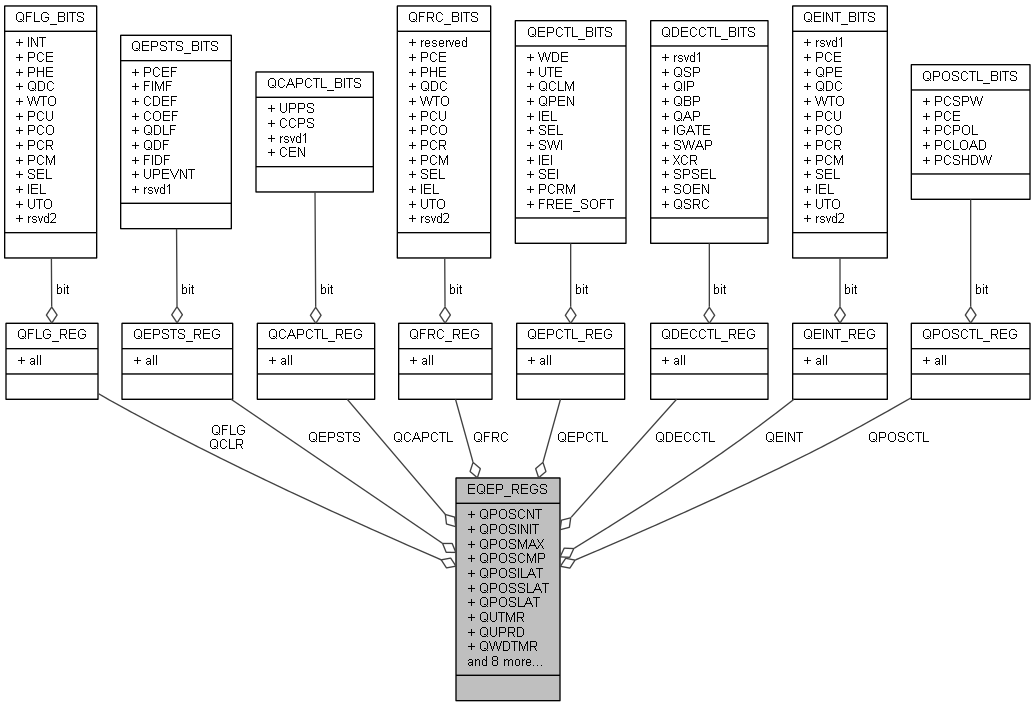 QFLG_BITS
+ INT
+ PCE
+ PHE
+ QDC
+ WTO
+ PCU
+ PCO
+ PCR
+ PCM
+ SEL
+ IEL
+ UTO
+ rsvd2
QEPSTS_BITS
+ PCEF
+ FIMF
+ CDEF
+ COEF
+ QDLF
+ QDF
+ FIDF
+ UPEVNT
+ rsvd1
QCAPCTL_BITS
+ UPPS
+ CCPS
+ rsvd1
+ CEN
QFRC_BITS
+ reserved
+ PCE
+ PHE
+ QDC
+ WTO
+ PCU
+ PCO
+ PCR
+ PCM
+ SEL
+ IEL
+ UTO
+ rsvd2
QEPCTL_BITS
+ WDE
+ UTE
+ QCLM
+ QPEN
+ IEL
+ SEL
+ SWI
+ IEI
+ SEI
+ PCRM
+ FREE_SOFT
QDECCTL_BITS
+ rsvd1
+ QSP
+ QIP
+ QBP
+ QAP
+ IGATE
+ SWAP
+ XCR
+ SPSEL
+ SOEN
+ QSRC
QEINT_BITS
+ rsvd1
+ PCE
+ QPE
+ QDC
+ WTO
+ PCU
+ PCO
+ PCR
+ PCM
+ SEL
+ IEL
+ UTO
+ rsvd2
QPOSCTL_BITS
+ PCSPW
+ PCE
+ PCPOL
+ PCLOAD
+ PCSHDW
bit
bit
bit
bit
bit
bit
bit
bit
QFLG_REG
+ all
QEPSTS_REG
+ all
QCAPCTL_REG
+ all
QFRC_REG
+ all
QEPCTL_REG
+ all
QDECCTL_REG
+ all
QEINT_REG
+ all
QPOSCTL_REG
+ all
QFLG
QCLR
QEPSTS
QCAPCTL
QFRC
QEPCTL
QDECCTL
QEINT
QPOSCTL
EQEP_REGS
+ QPOSCNT
+ QPOSINIT
+ QPOSMAX
+ QPOSCMP
+ QPOSILAT
+ QPOSSLAT
+ QPOSLAT
+ QUTMR
+ QUPRD
+ QWDTMR
and 8 more...